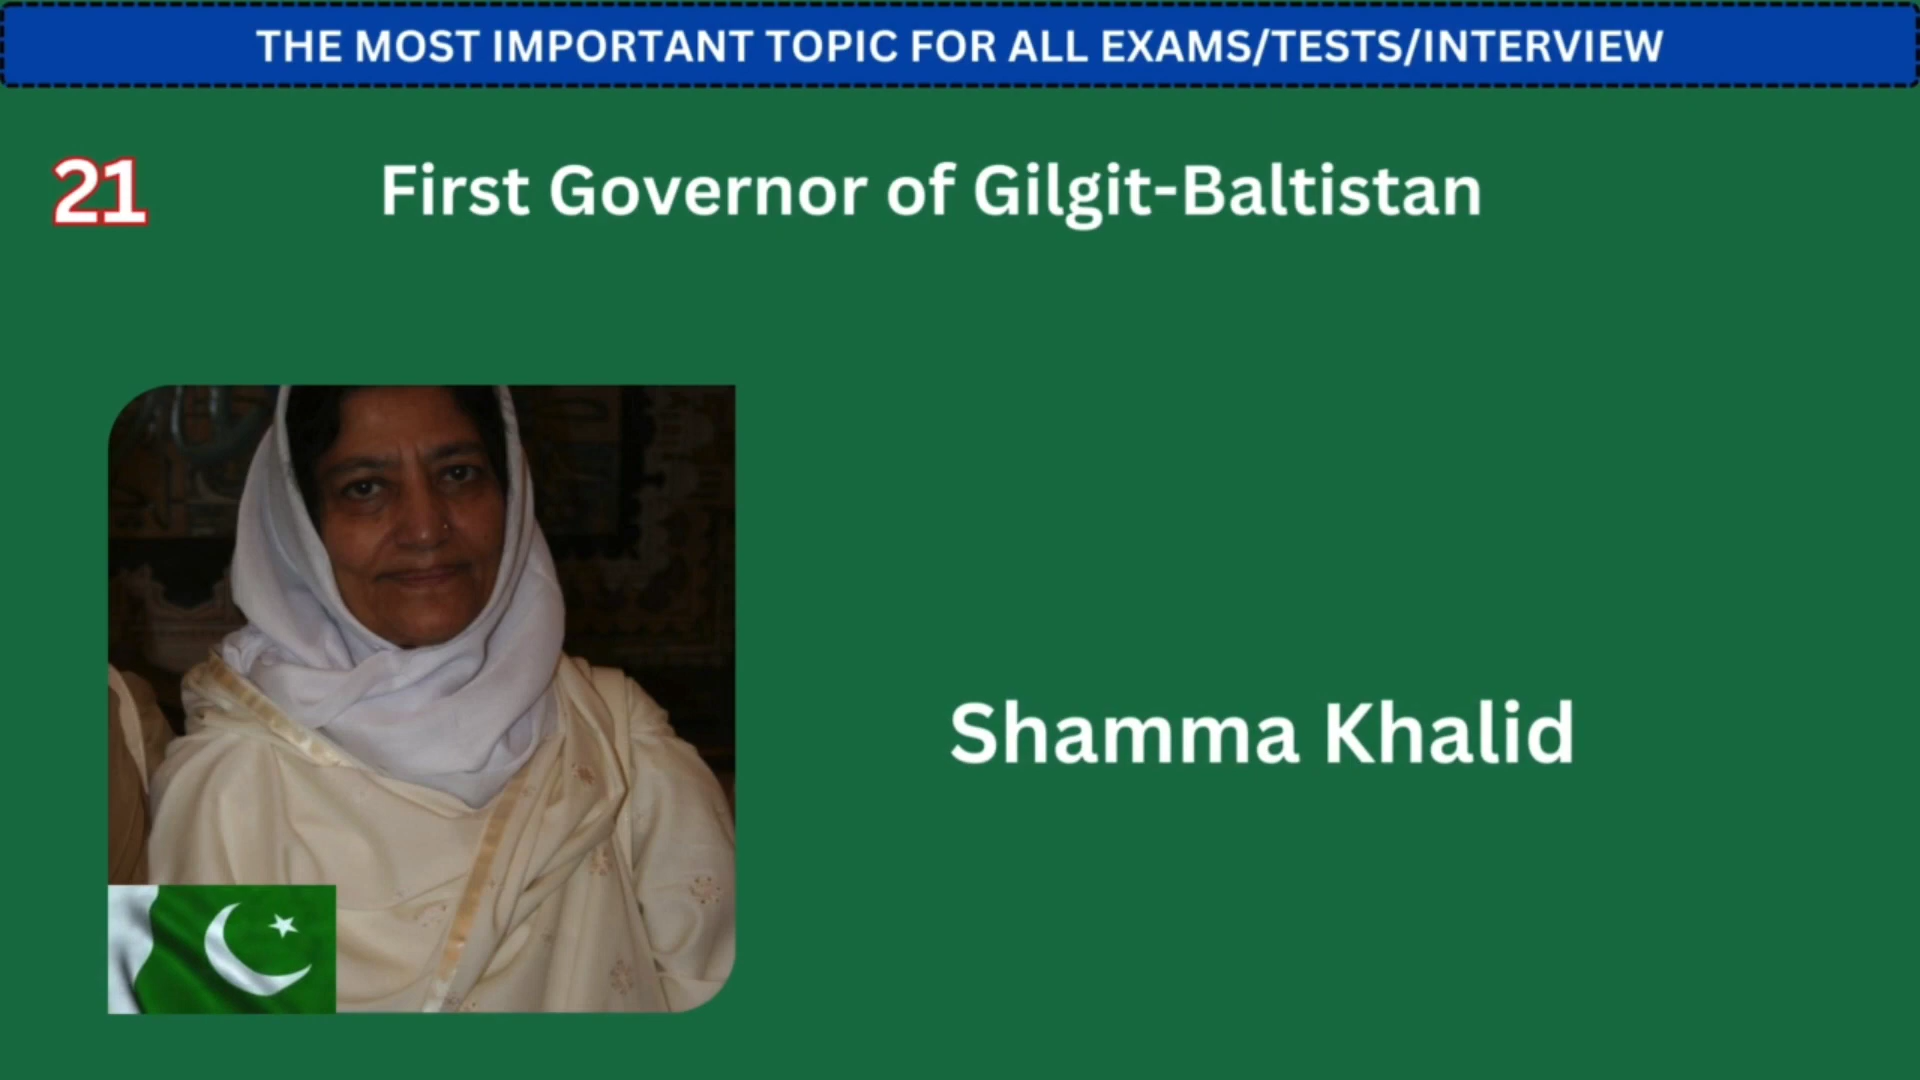 THE MOST IMPORTANT TOPIC FOR ALL EXAMS/TESTS/INTERVIEW
21
First Governor of Gilgit-Baltistan
Shamma Khalid